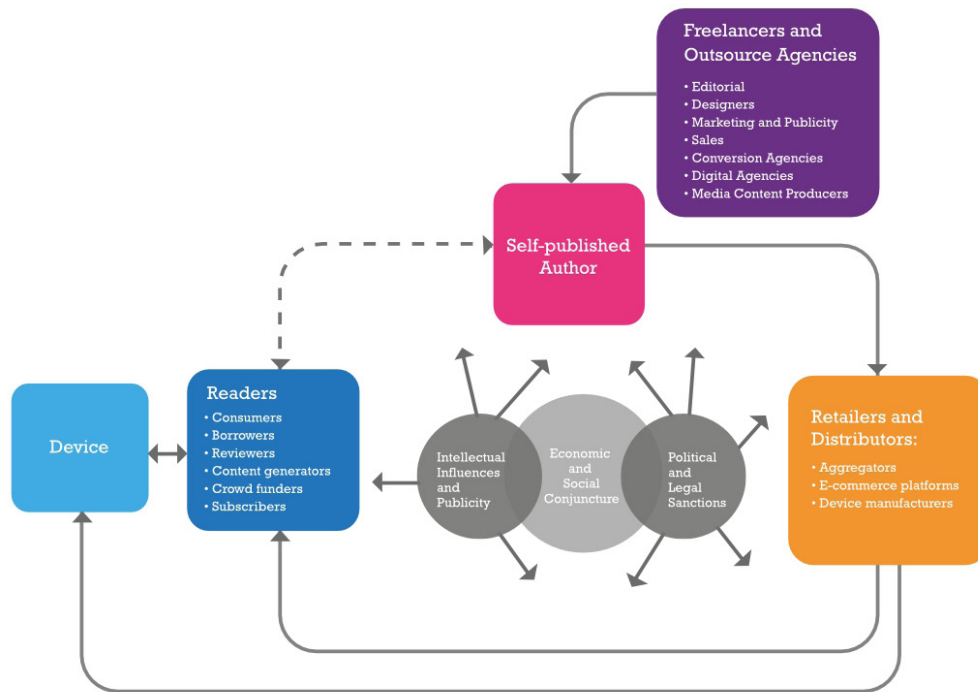 Freelancers and
Outsource Agencies
• Editorial
• Designers
• Marketing and Publicity
• Sales
• Conversion Agencies
• Digital Agencies
• Media Content Producers
Self-published
Author
Readers
• Consumers
• Borrowers
• Reviewers
• Content generators
• Crowd funders
• Subscribers
Device
Intellectual
Influences
and
Publicity
Economic
and
Social
Conjuncture
Political
and
Legal
Sanctions
Retailers and
Distributors:
• Aggregators
• E-commerce platforms
• Device manufacturers